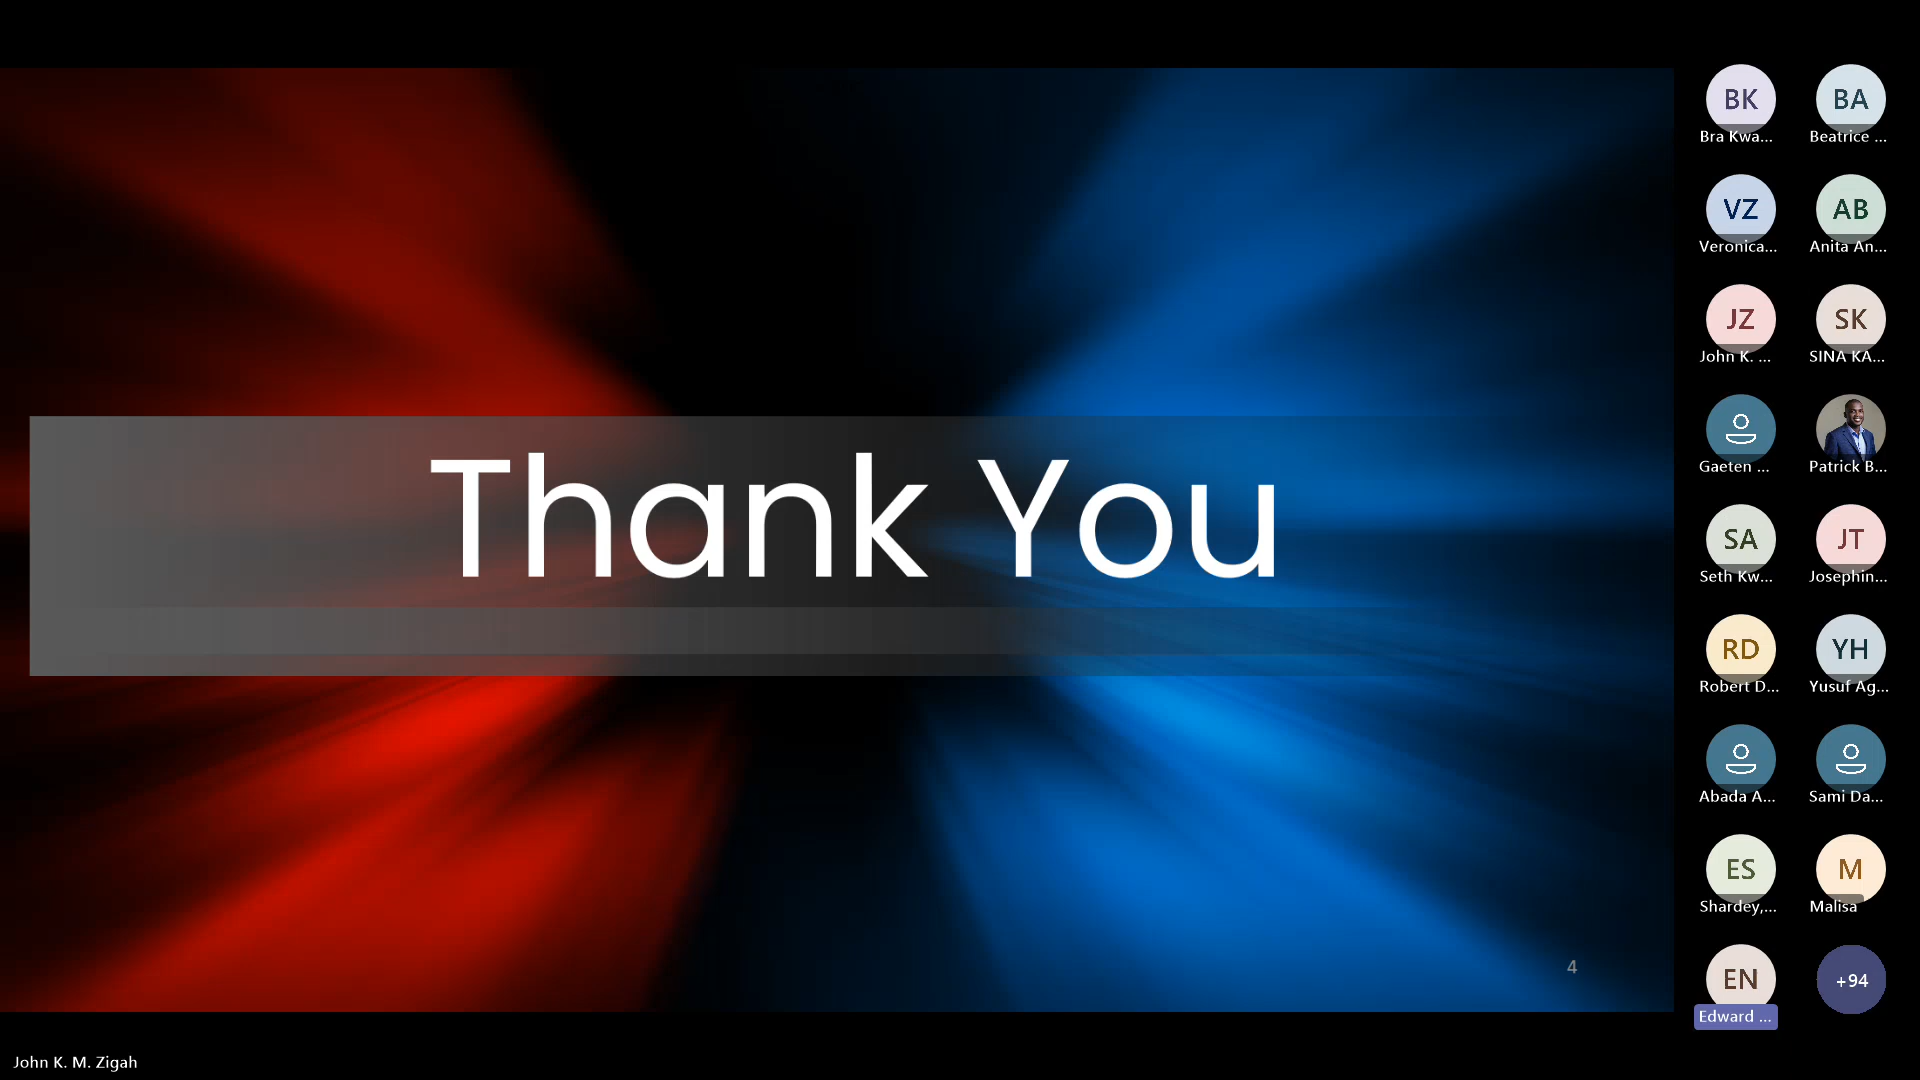 Thank You
4
John K. M. Zigah
BK
Bra Kwa...
BA
Beatrice ...
VZ
Veronica...
AB
Anita An...
JZ
John K. ...
SK
SINA KA...
Gaeten ...
Patrick B...
SA
Seth Kw...
JT
Josephin...
RD
Robert D...
YH
Yusuf Ag...
Abada A...
Sami Da...
ES
Shardey,...
M
Malisa
EN
Edward ...
+94